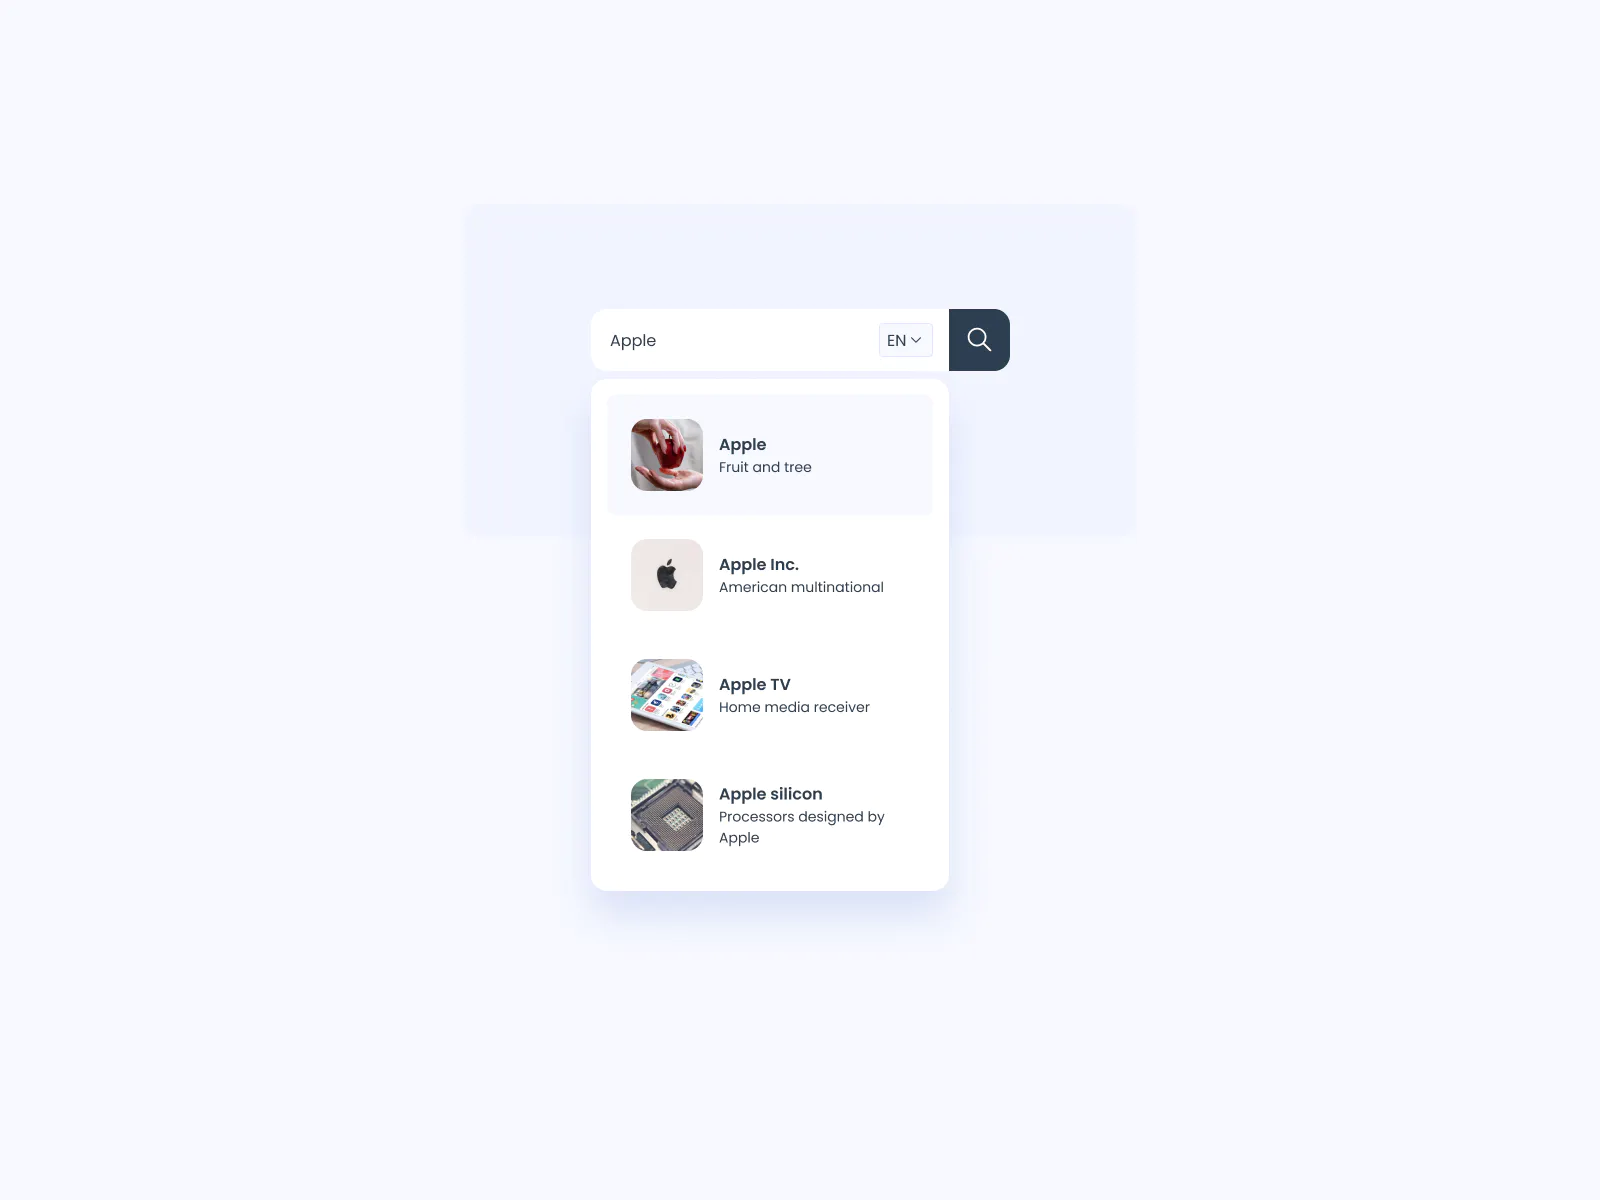 Apple
EN
Apple
Fruit and tree
Apple Inc.
American multinational
Apple TV
Home media receiver
Apple silicon
Processors designed by
Apple